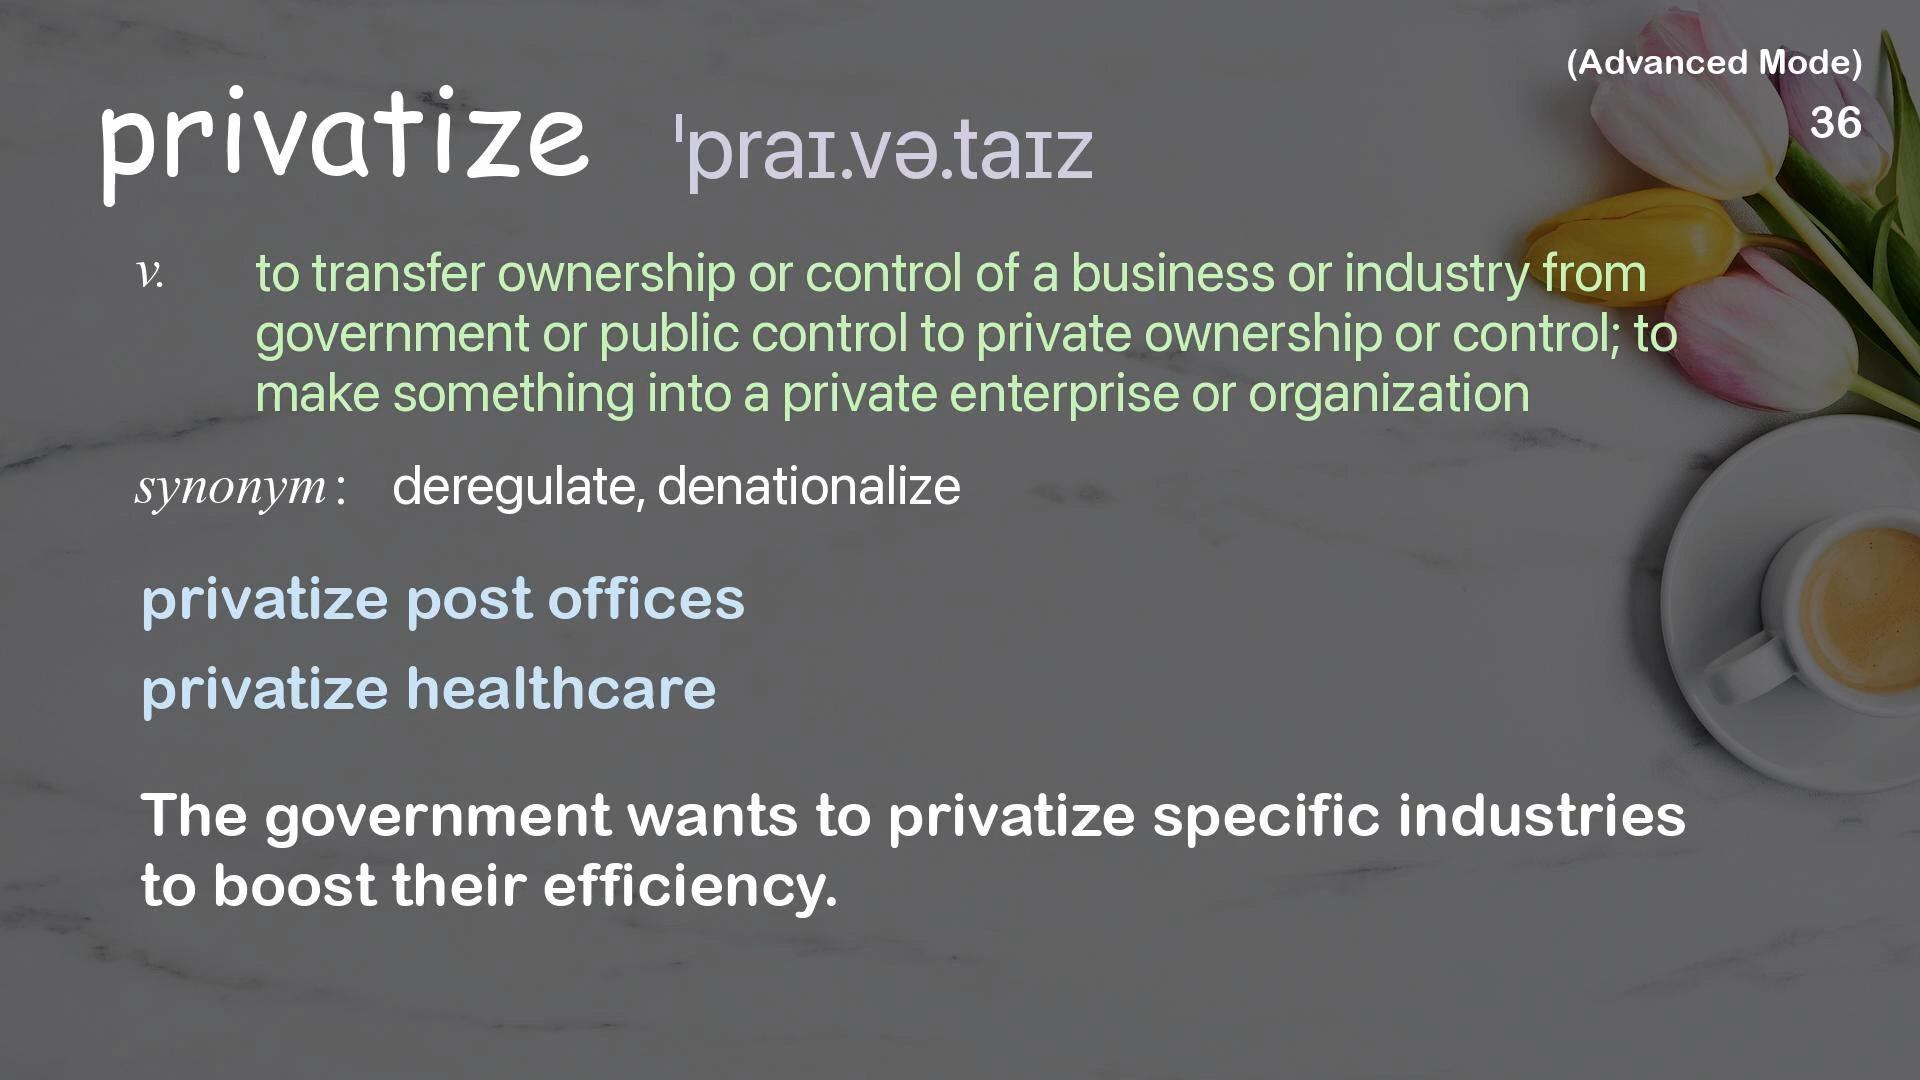 (Advanced Mode)
36
privatize ˈpraɪ.və.taɪz
v. to transfer ownership or control of a business or industry from
government or public control to private ownership or control; to
make something into a private enterprise or organization
synonym : deregulate, denationalize
privatize post offices
privatize healthcare
The government wants to privatize specific industries
to boost their efficiency.